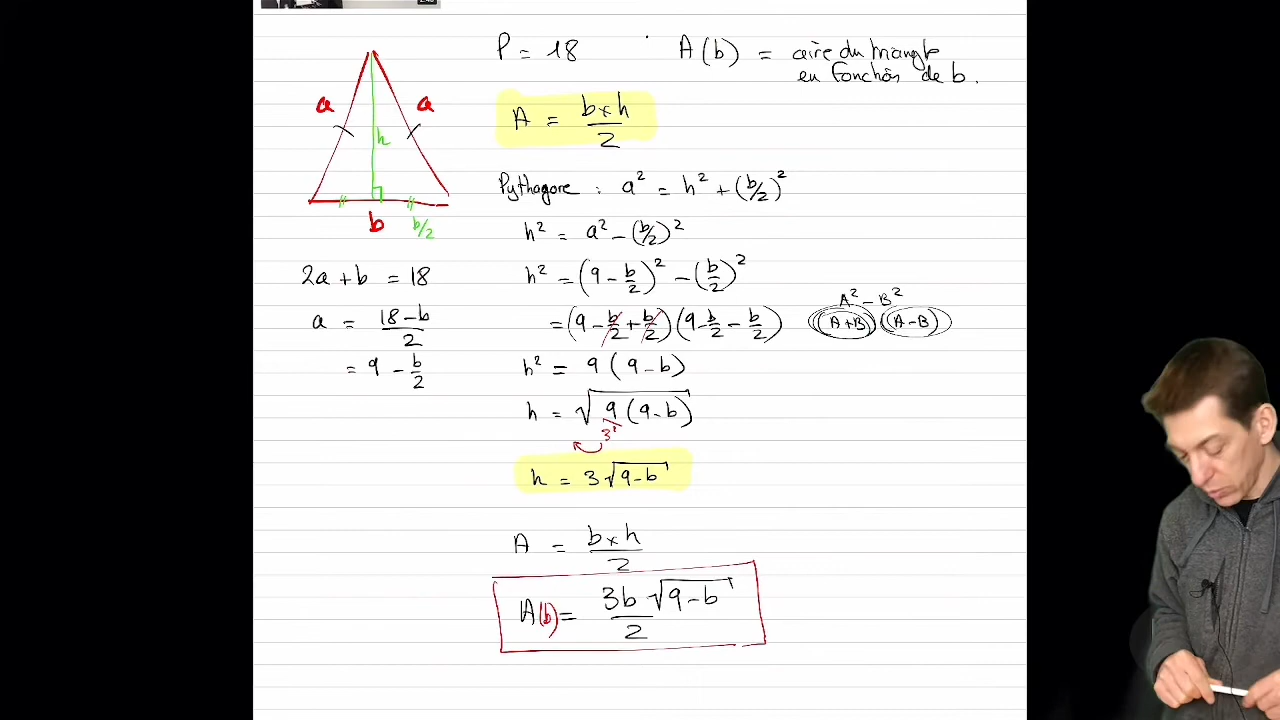 P = 18
A(b) = aire du triangle
en fonction de b.
a
a
h
b
b/2
A = b×h/2
Pythagore : a² = h² + (b/2)²
h² = a² - (b/2)²
2a + b = 18
h² = (9 - b/2)² - (b/2)²
A² - B²
a = 18-b/2
= (9 - b/2 + b/2)(9 - b/2 - b/2)
(A+B) (A-B)
= 9 - b/2
h² = 9 (9-b)
h = √9(9-b)
3²
h = 3√9-b
A = b×h/2
A(b) = 3b√9-b/2